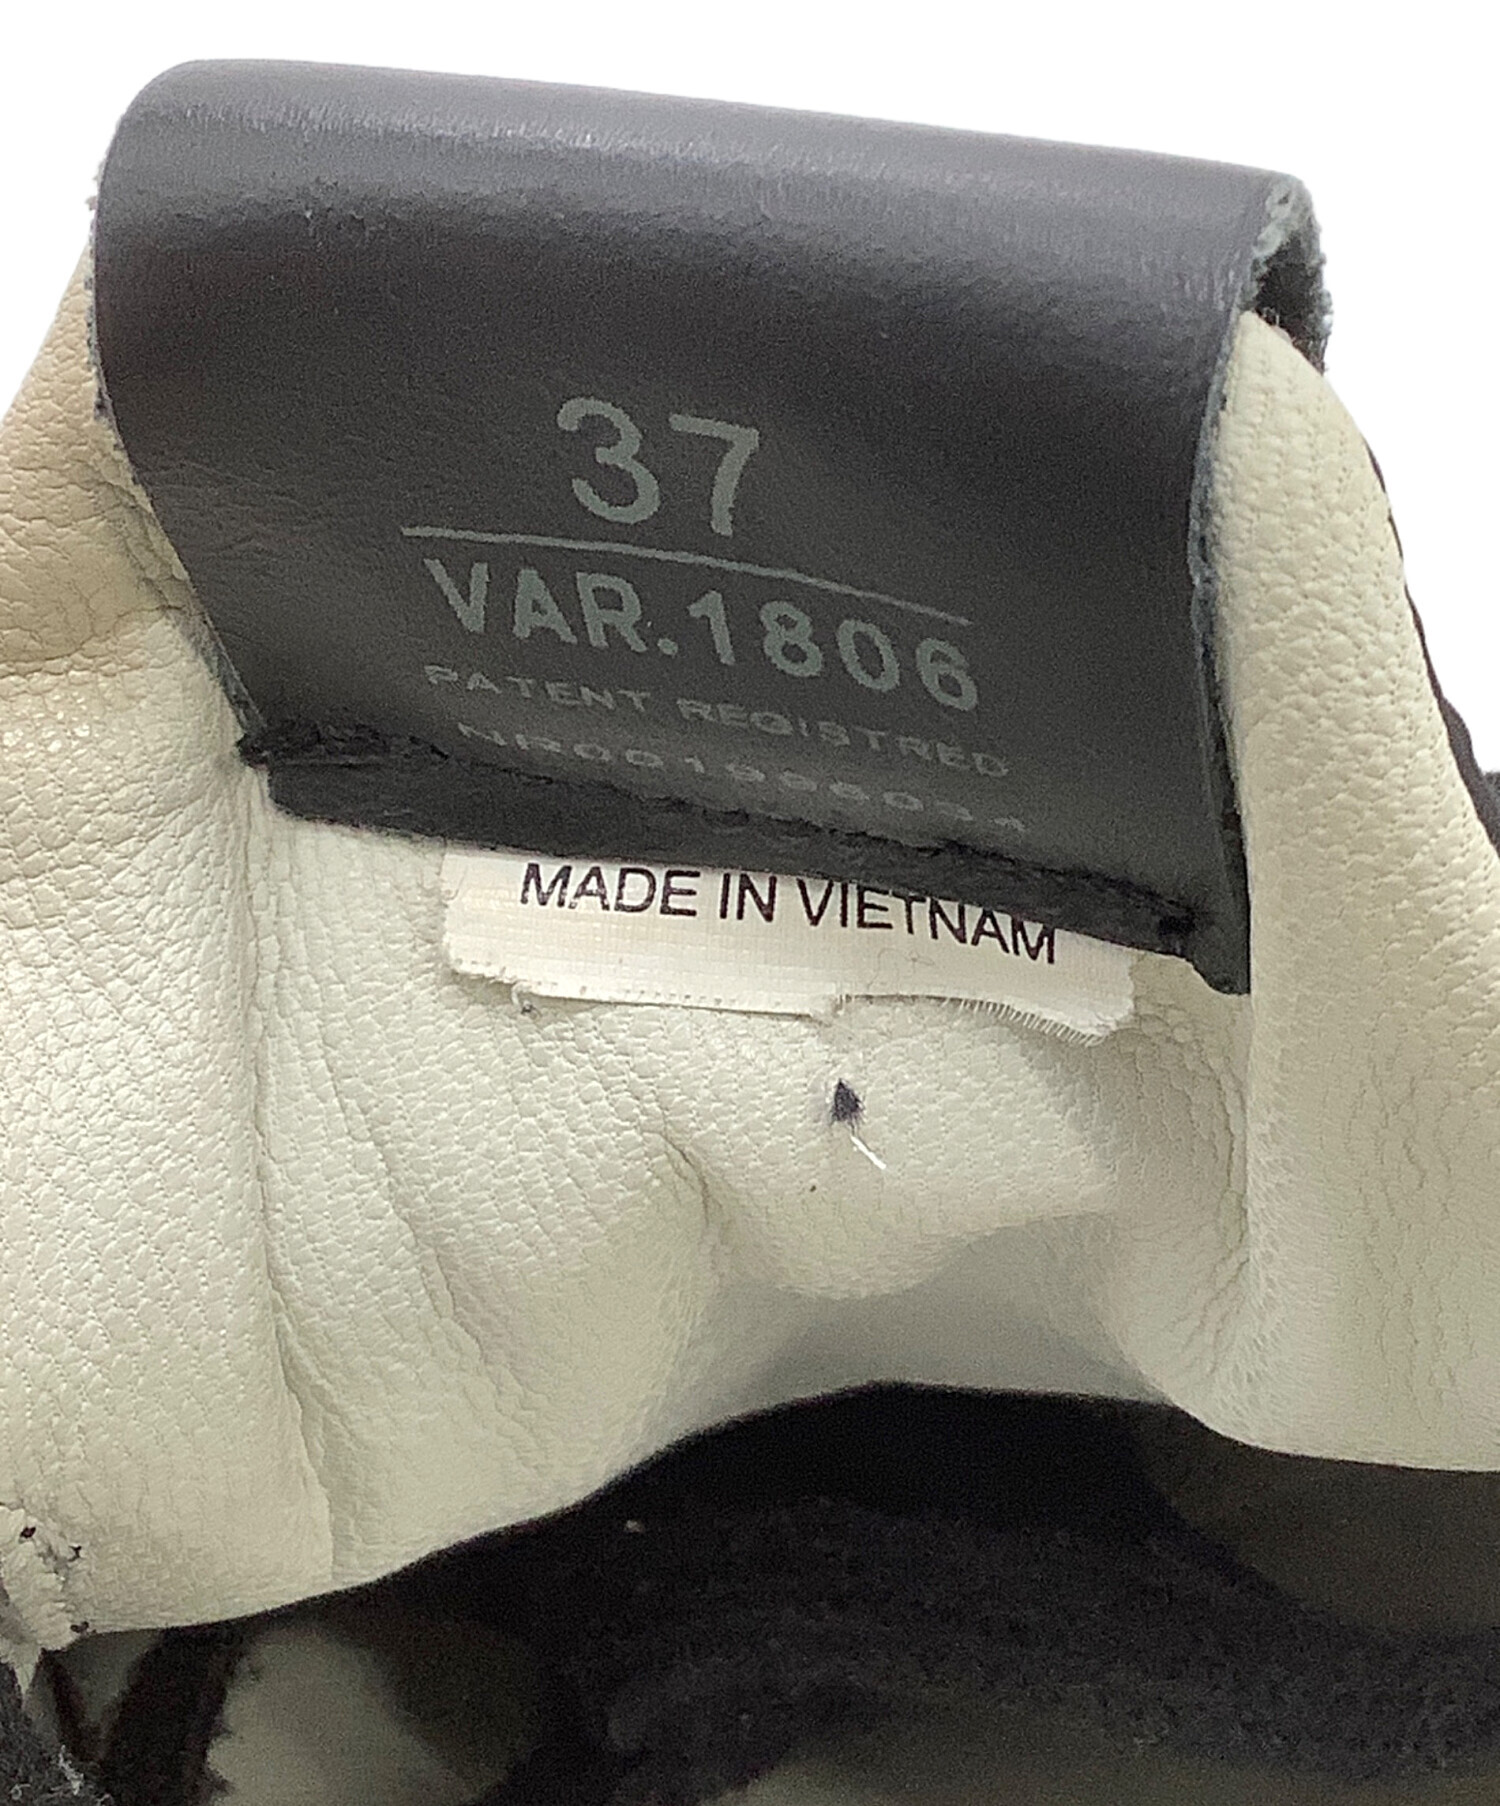 37
VAR.1806
PATENT REGISTRED
MADE IN VIETNAM